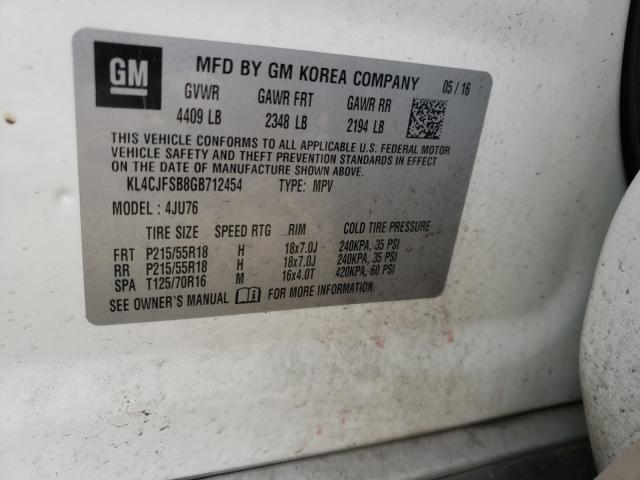 GM
MFD BY GM KOREA COMPANY 05 / 16
GVWR GAWR FRT GAWR RR
4409 LB 2348 LB 2194 LB
THIS VEHICLE CONFORMS TO ALL APPLICABLE U.S. FEDERAL MOTOR
VEHICLE SAFETY AND THEFT PREVENTION STANDARDS IN EFFECT
ON THE DATE OF MANUFACTURE SHOWN ABOVE.
KL4CJFSB8GB712454 TYPE: MPV
MODEL : 4JU76
TIRE SIZE SPEED RTG RIM COLD TIRE PRESSURE
FRT P215/55R18 H 18x7.0J 240KPA, 35 PSI
RR P215/55R18 H 18x7.0J 240KPA, 35 PSI
SPA T125/70R16 M 16x4.0T 420KPA, 60 PSI
SEE OWNER'S MANUAL FOR MORE INFORMATION.